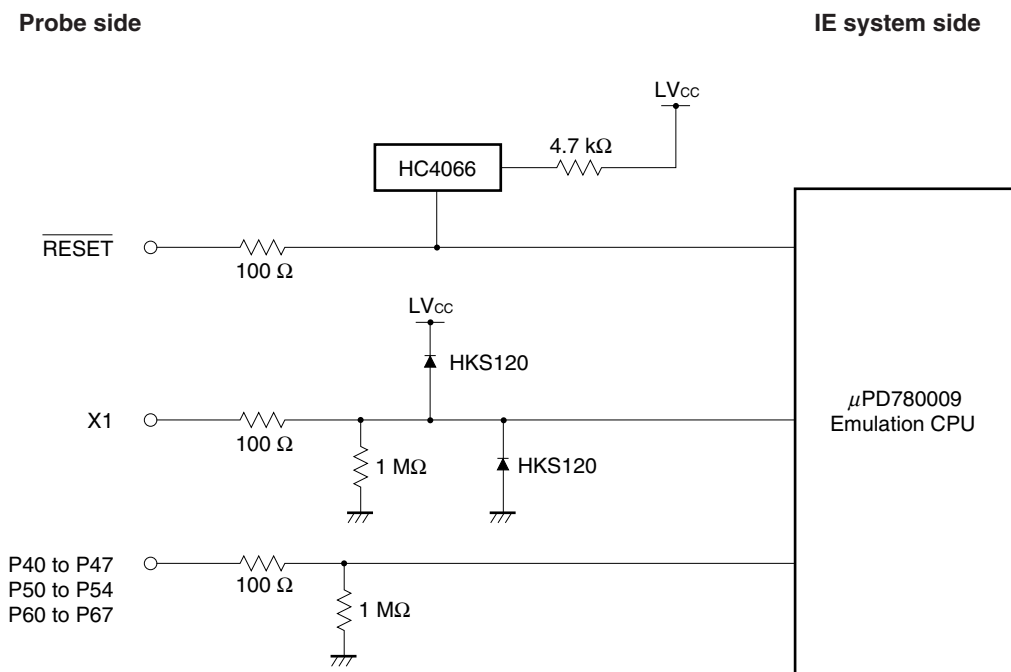 Probe side
IE system side
LVCC
4.7 kΩ
HC4066
RESET
100 Ω
LVCC
HKS120
X1
100 Ω
1 MΩ
HKS120
μPD780009
Emulation CPU
P40 to P47
P50 to P54
P60 to P67
100 Ω
1 MΩ